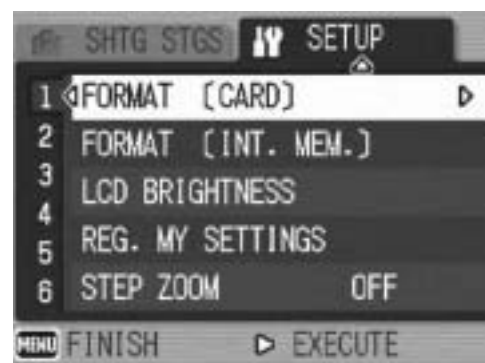 SHTG STGS SETUP
1 FORMAT [CARD]
2 FORMAT [INT. MEM.]
3 LCD BRIGHTNESS
4
5 REG. MY SETTINGS
6 STEP ZOOM OFF
MENU FINISH EXECUTE